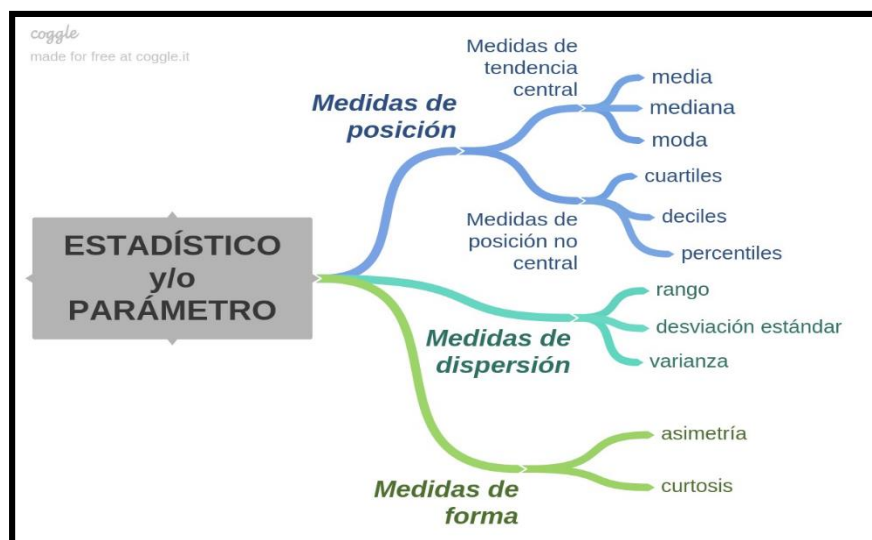 coggle
made for free at coggle.it
Medidas de
tendencia
central
media
mediana
moda
Medidas de
posición
cuartiles
deciles
percentiles
Medidas de
posición no
central
ESTADÍSTICO
y/o
PARÁMETRO
rango
desviación estándar
varianza
Medidas de
dispersión
asimetría
curtosis
Medidas de
forma